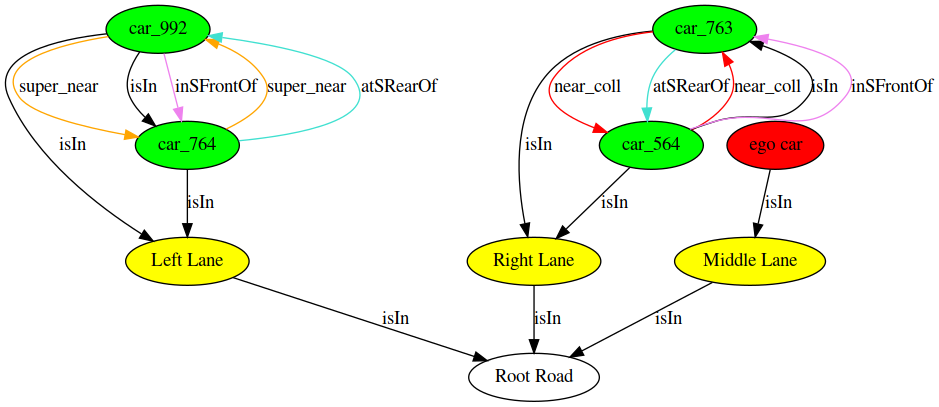 car_992
car_763
super_near
isIn
inSFrontOf
super_near
atSRearOf
near_coll
atSRearOf
near_coll
isIn
inSFrontOf
isIn
car_764
isIn
car_564
ego car
isIn
isIn
isIn
Left Lane
Right Lane
Middle Lane
isIn
isIn
isIn
Root Road